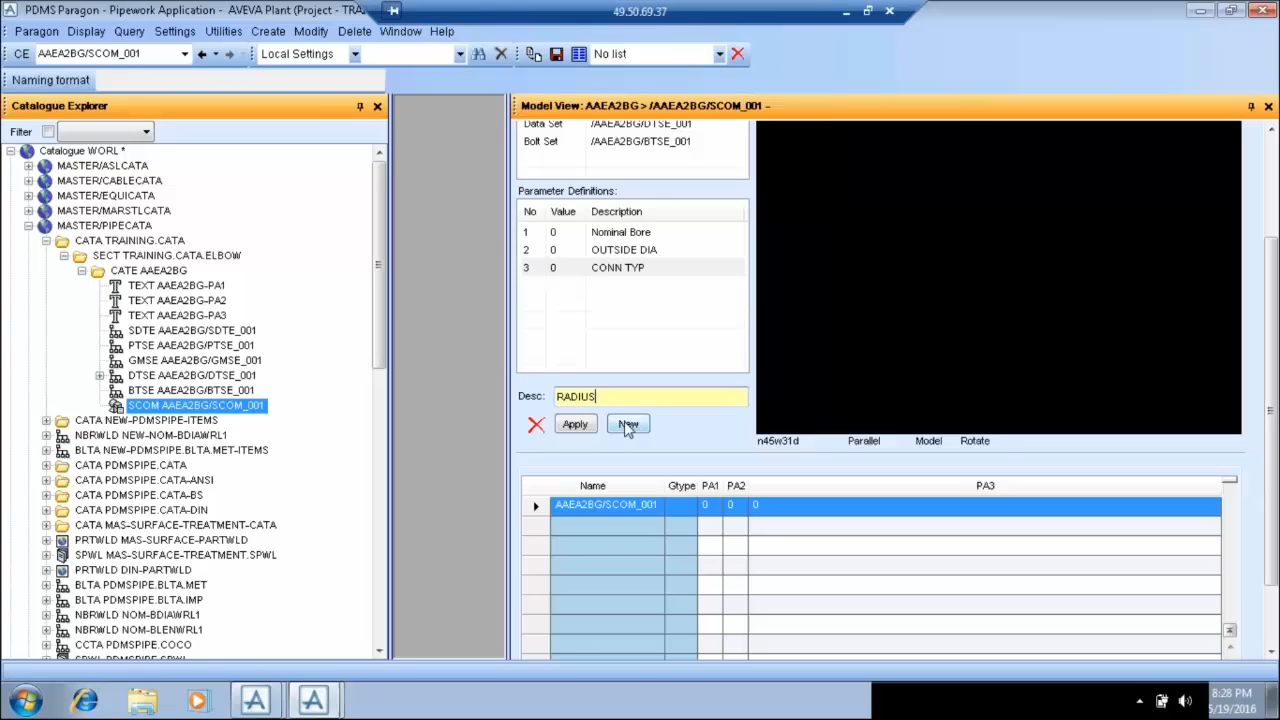 PDMS Paragon - Pipework Application - AVEVA Plant (Project - TRA
49.50.69.37
Paragon Display Query Settings Utilities Create Modify Delete Window Help
CE AAEA2BG/SCOM_001 Local Settings No list
Naming format
Catalogue Explorer
Model View: AAEA2BG > /AAEA2BG/SCOM_001 -
Filter
Catalogue WORL *
MASTER/ASLCATA
MASTER/CABLECATA
MASTER/EQUICATA
MASTER/MARSTLCATA
MASTER/PIPECATA
CATA TRAINING.CATA
SECT TRAINING.CATA.ELBOW
CATE AAEA2BG
TEXT AAEA2BG-PA1
TEXT AAEA2BG-PA2
TEXT AAEA2BG-PA3
SDTE AAEA2BG/SDTE_001
PTSE AAEA2BG/PTSE_001
GMSE AAEA2BG/GMSE_001
DTSE AAEA2BG/DTSE_001
BTSE AAEA2BG/BTSE_001
SCOM AAEA2BG/SCOM_001
CATA NEW-PDMSPIPE-ITEMS
NBRWLD NEW-NOM-BDIAWRL1
BLTA NEW-PDMSPIPE.BLTA.MET-ITEMS
CATA PDMSPIPE.CATA
CATA PDMSPIPE.CATA-ANSI
CATA PDMSPIPE.CATA-BS
CATA PDMSPIPE.CATA-DIN
CATA MAS-SURFACE-TREATMENT-CATA
PRTWLD MAS-SURFACE-PARTWLD
SPWL MAS-SURFACE-TREATMENT.SPWL
PRTWLD DIN-PARTWLD
BLTA PDMSPIPE.BLTA.MET
BLTA PDMSPIPE.BLTA.IMP
NBRWLD NOM-BDIAWRL1
NBRWLD NOM-BLENWRL1
CCTA PDMSPIPE.COCO
SPWL PDMSPIPE.SPWL
Data Set /AAEA2BG/DTSE_001
Bolt Set /AAEA2BG/BTSE_001
Parameter Definitions:
No Value Description
1 0 Nominal Bore
2 0 OUTSIDE DIA
3 0 CONN TYP
Desc: RADIUS
Apply New
n45w31d Parallel Model Rotate
Name Gtype PA1 PA2 PA3
AAEA2BG/SCOM_001 0 0 0
8:28 PM
5/19/2016